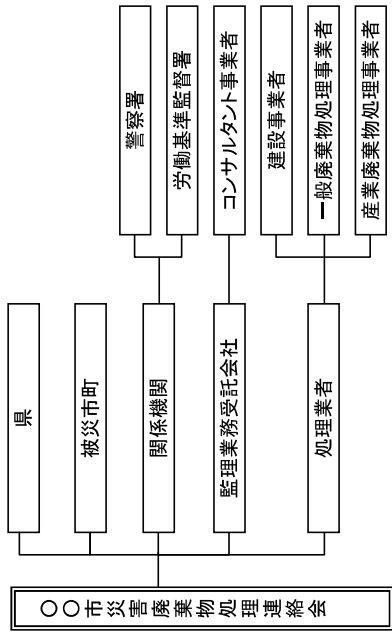 〇〇市災害廃棄物処理連絡会
県
被災市町
関係機関
警察署
労働基準監督署
監理業務受託会社
コンサルタント事業者
処理業者
建設事業者
一般廃棄物処理事業者
産業廃棄物処理事業者